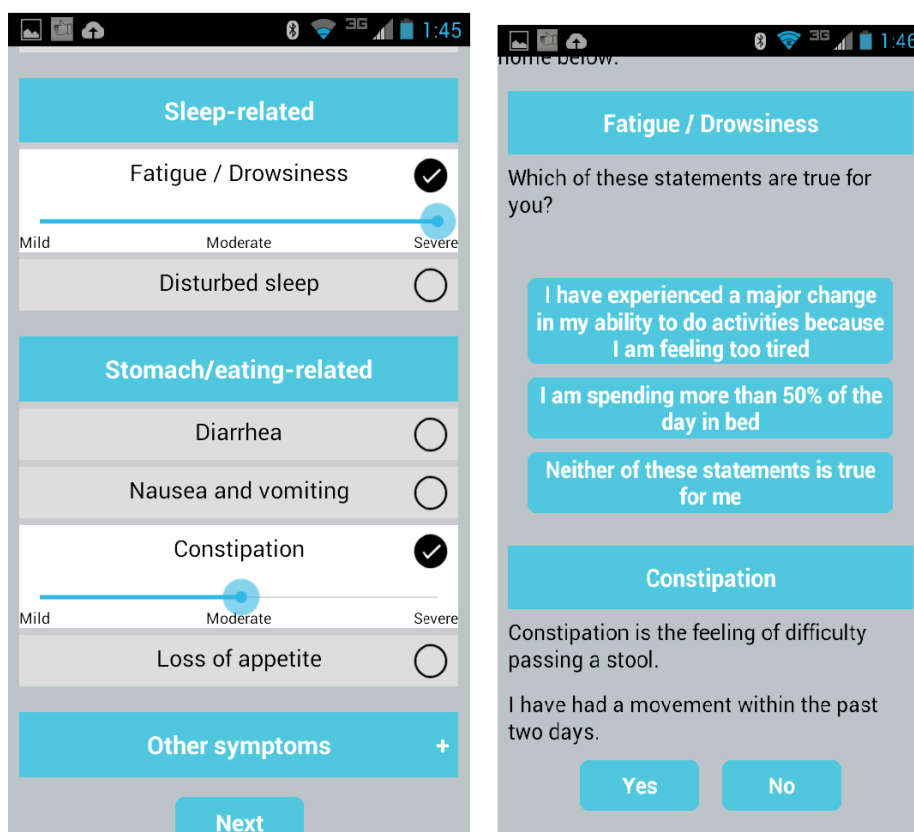 3G 1:45
Sleep-related
Fatigue / Drowsiness
Mild Moderate Severe
Disturbed sleep
Stomach/eating-related
Diarrhea
Nausea and vomiting
Constipation
Mild Moderate Severe
Loss of appetite
Other symptoms +
Next
3G 1:46
home below.
Fatigue / Drowsiness
Which of these statements are true for
you?
I have experienced a major change
in my ability to do activities because
I am feeling too tired
I am spending more than 50% of the
day in bed
Neither of these statements is true
for me
Constipation
Constipation is the feeling of difficulty
passing a stool.
I have had a movement within the past
two days.
Yes No